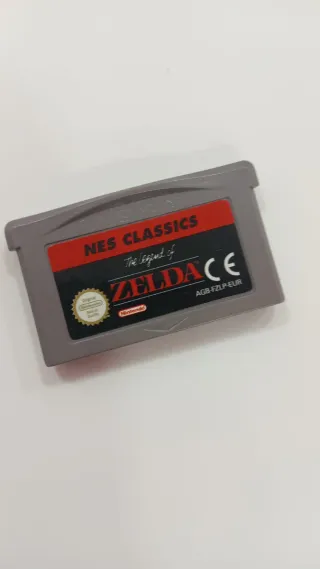 NES CLASSICS
The Legend of
ZELDA CE
AGB-FZLP-EUR
Nintendo